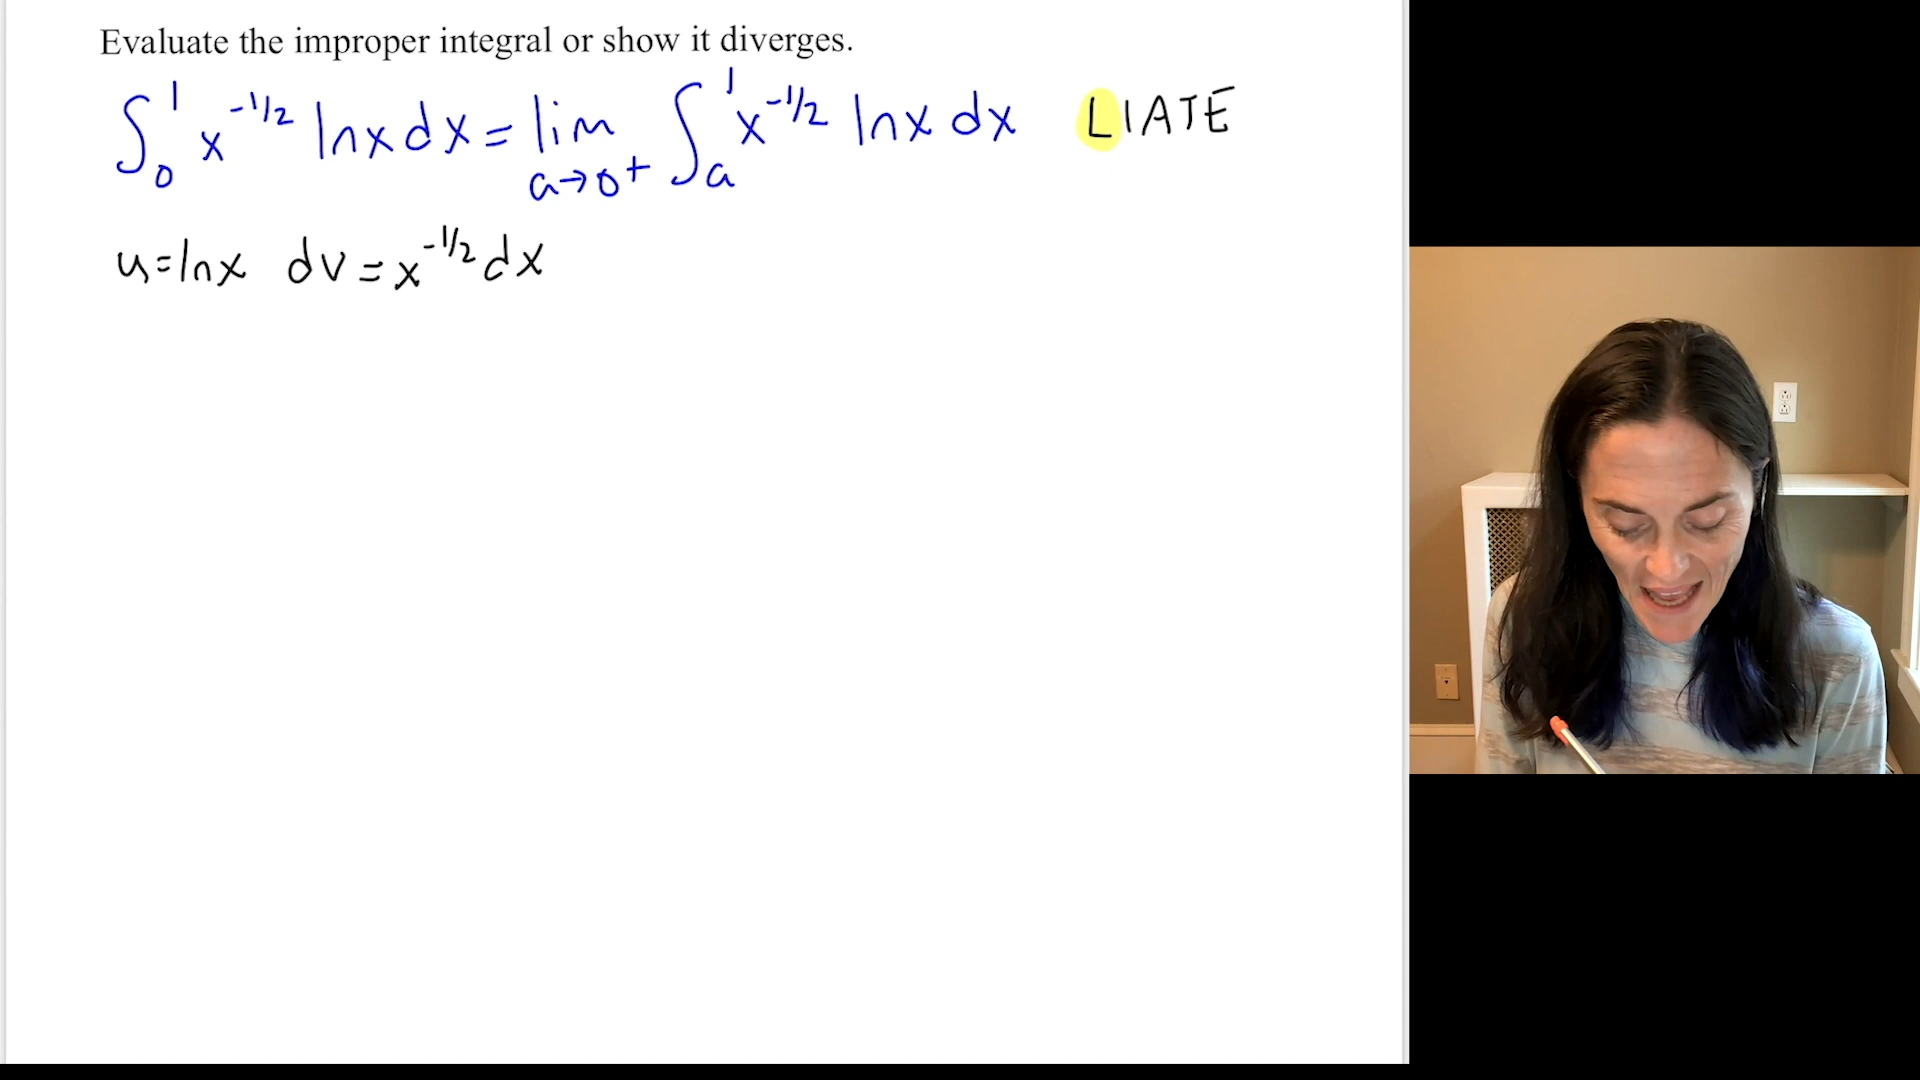 Evaluate the improper integral or show it diverges.
∫₀¹ x^(-1/2) ln x dx = lim a→0⁺ ∫ₐ¹ x^(-1/2) ln x dx LIATE
u = ln x dv = x^(-1/2) dx